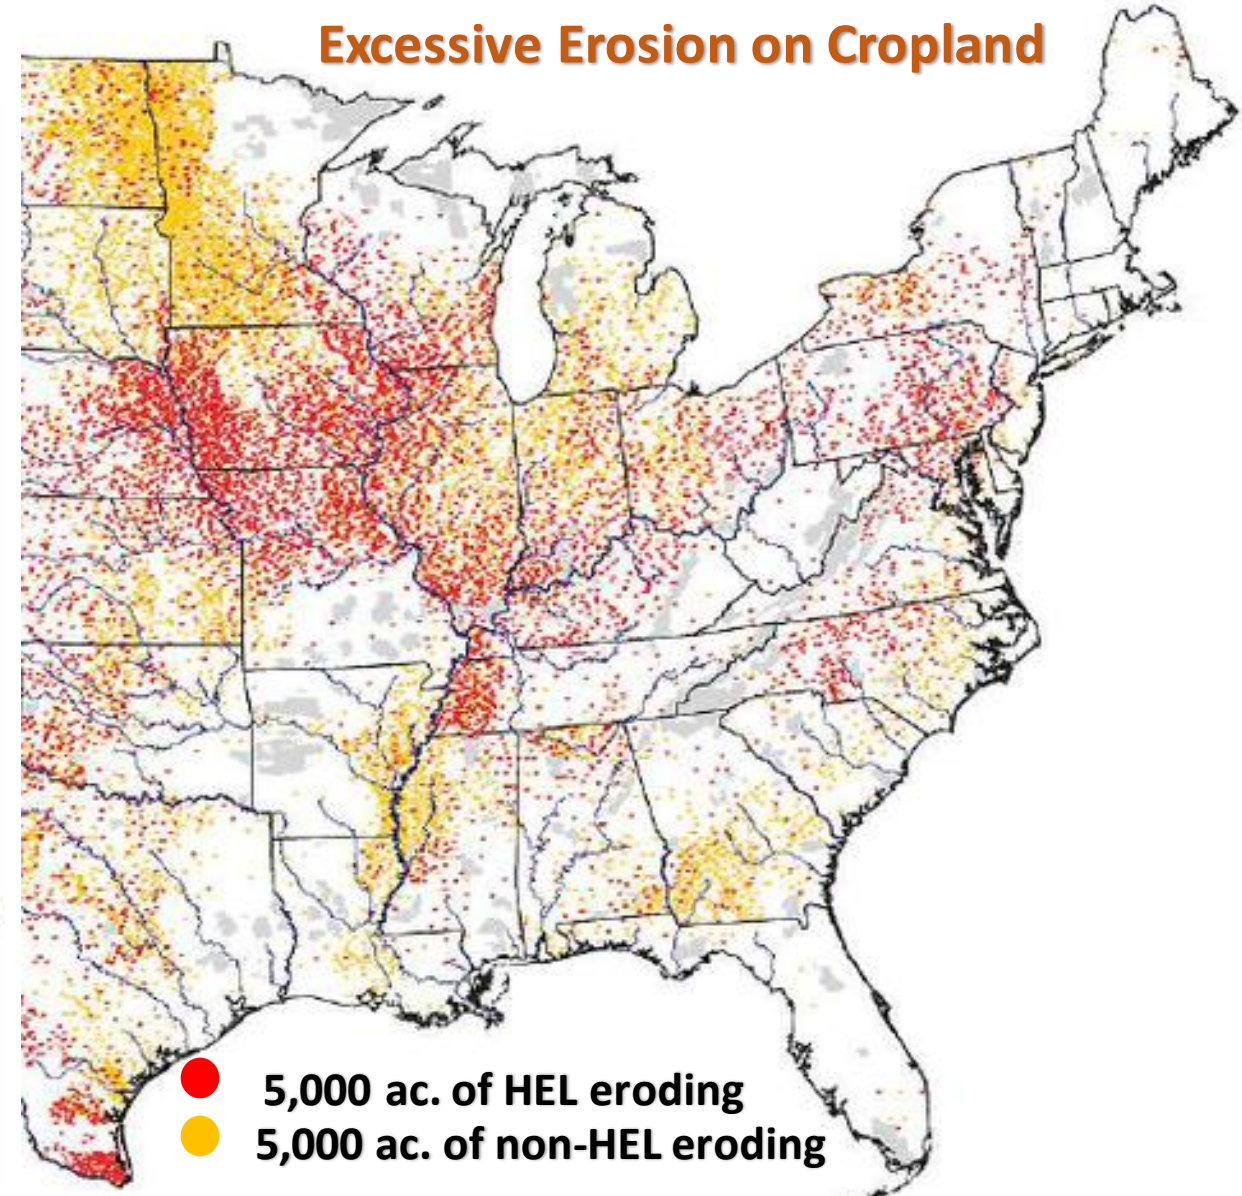 Excessive Erosion on Cropland
5,000 ac. of HEL eroding
5,000 ac. of non-HEL eroding